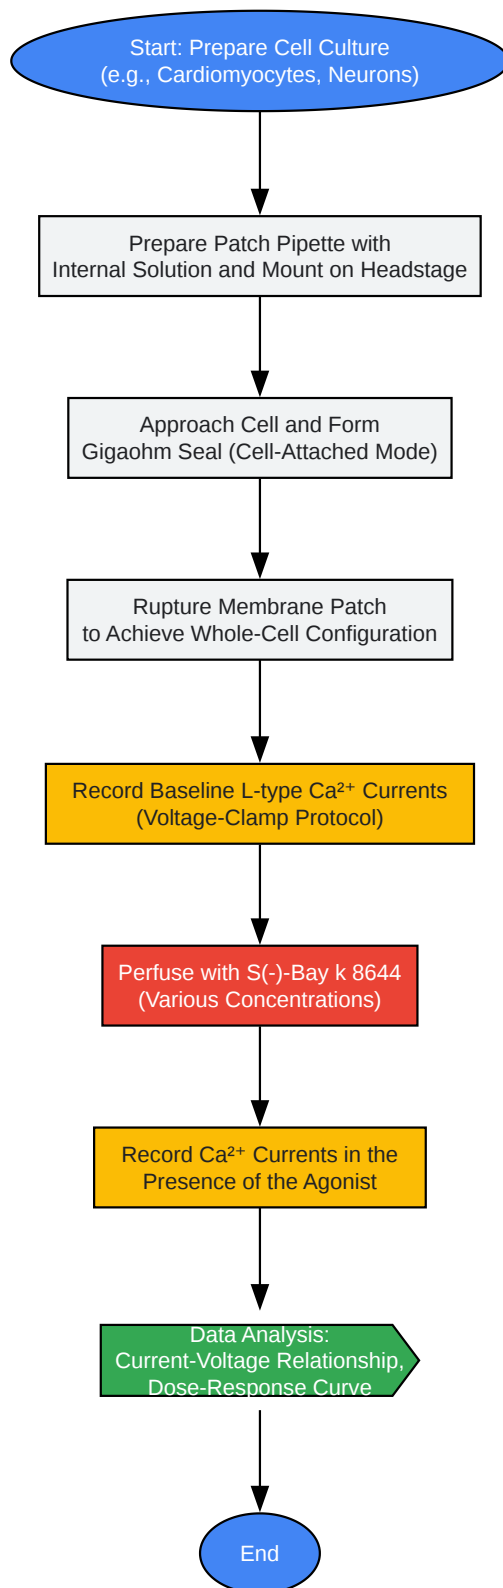 Start: Prepare Cell Culture
(e.g., Cardiomyocytes, Neurons)
Prepare Patch Pipette with
Internal Solution and Mount on Headstage
Approach Cell and Form
Gigaohm Seal (Cell-Attached Mode)
Rupture Membrane Patch
to Achieve Whole-Cell Configuration
Record Baseline L-type Ca²⁺ Currents
(Voltage-Clamp Protocol)
Perfuse with S(-)-Bay k 8644
(Various Concentrations)
Record Ca²⁺ Currents in the
Presence of the Agonist
Data Analysis:
Current-Voltage Relationship,
Dose-Response Curve
End